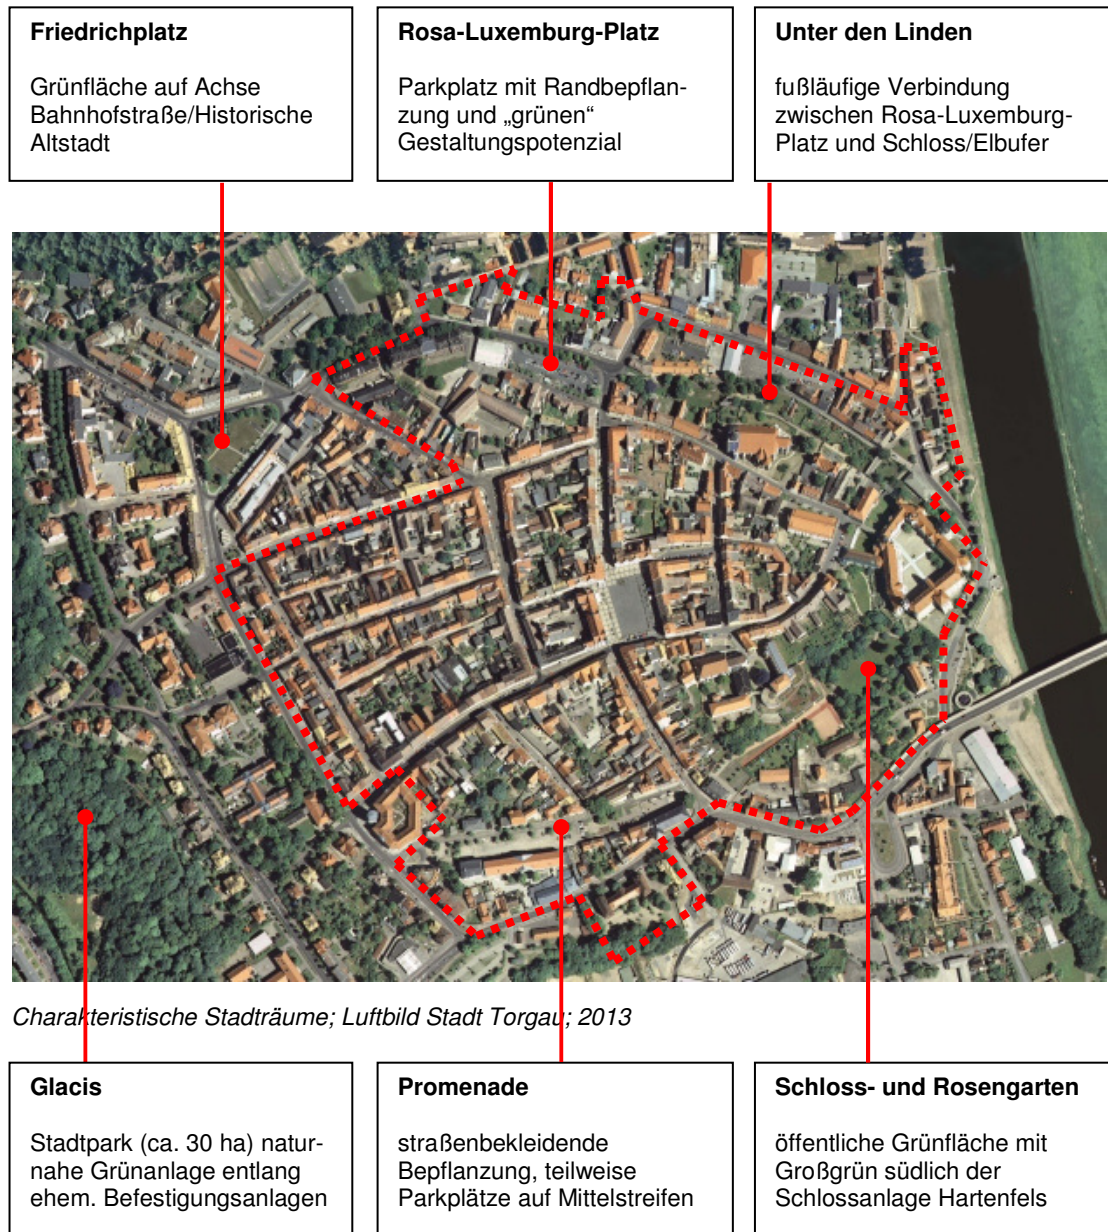 Friedrichplatz
Grünfläche auf Achse
Bahnhofstraße/Historische
Altstadt
Rosa-Luxemburg-Platz
Parkplatz mit Randbepflan-
zung und „grünen“
Gestaltungspotenzial
Unter den Linden
fußläufige Verbindung
zwischen Rosa-Luxemburg-
Platz und Schloss/Elbufer
Charakteristische Stadträume; Luftbild Stadt Torgau; 2013
Glacis
Stadtpark (ca. 30 ha) natur-
nahe Grünanlage entlang
ehem. Befestigungsanlagen
Promenade
straßenbekleidende
Bepflanzung, teilweise
Parkplätze auf Mittelstreifen
Schloss- und Rosengarten
öffentliche Grünfläche mit
Großgrün südlich der
Schlossanlage Hartenfels